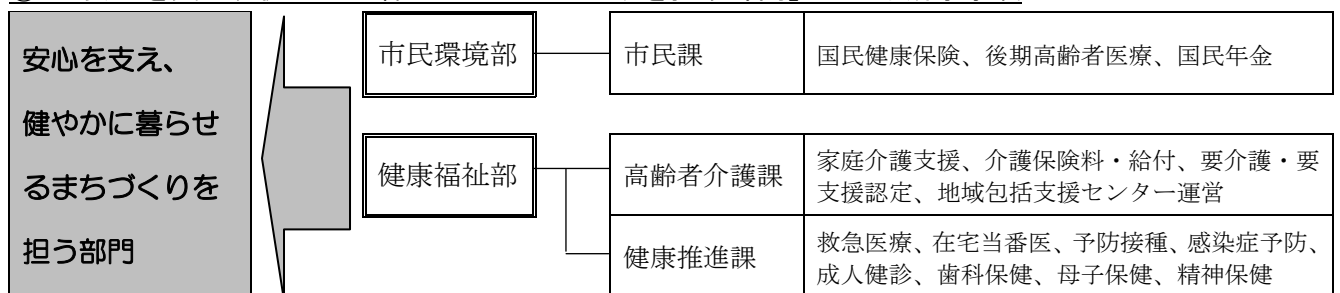 安心を支え、
健やかに暮らせ
るまちづくりを
担う部門
市民環境部
市民課
国民健康保険、後期高齢者医療、国民年金
健康福祉部
高齢者介護課
家庭介護支援、介護保険料・給付、要介護・要
支援認定、地域包括支援センター運営
健康推進課
救急医療、在宅当番医、予防接種、感染症予防、
成人健診、歯科保健、母子保健、精神保健